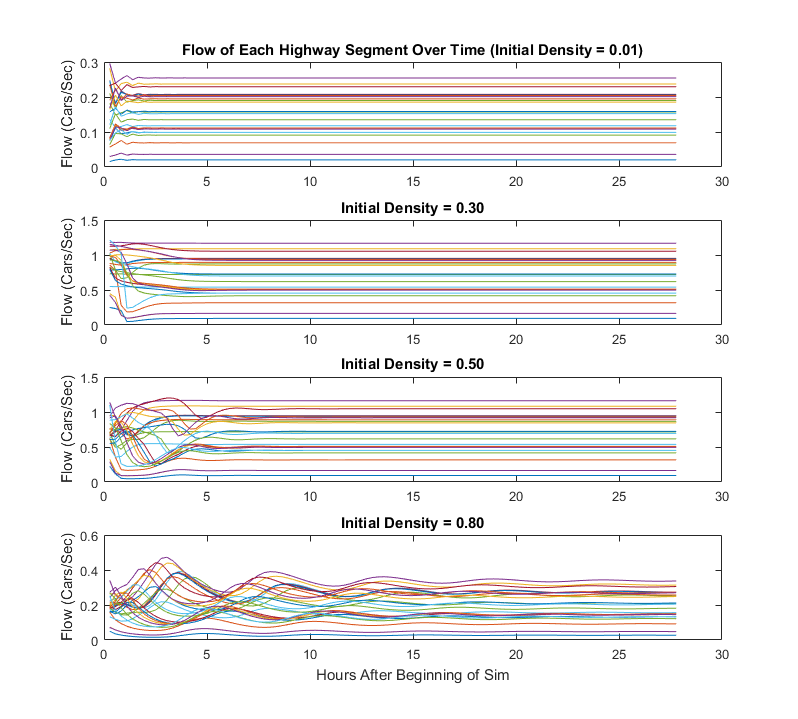 Flow of Each Highway Segment Over Time (Initial Density = 0.01)
Flow (Cars/Sec)
0.3
0.2
0.1
0
0 5 10 15 20 25 30
Initial Density = 0.30
Flow (Cars/Sec)
1.5
1
0.5
0
0 5 10 15 20 25 30
Initial Density = 0.50
Flow (Cars/Sec)
1.5
1
0.5
0
0 5 10 15 20 25 30
Initial Density = 0.80
Flow (Cars/Sec)
0.6
0.4
0.2
0
0 5 10 15 20 25 30
Hours After Beginning of Sim